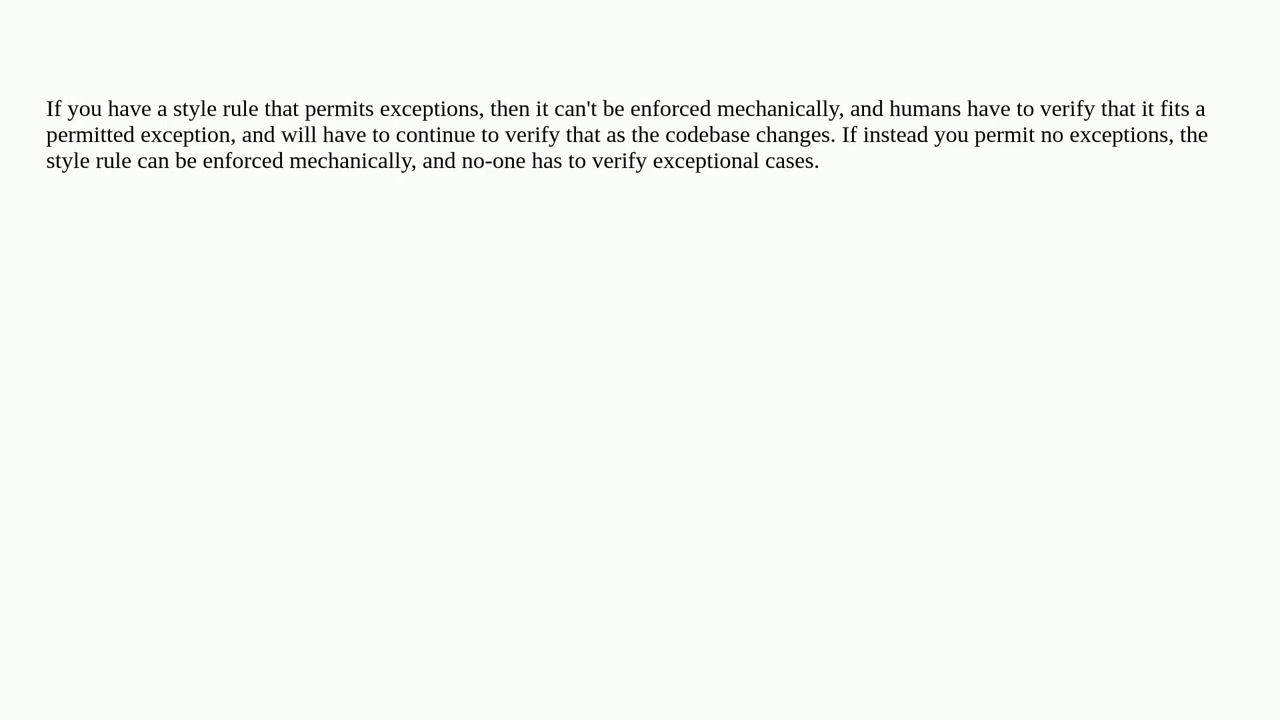 If you have a style rule that permits exceptions, then it can't be enforced mechanically, and humans have to verify that it fits a
permitted exception, and will have to continue to verify that as the codebase changes. If instead you permit no exceptions, the
style rule can be enforced mechanically, and no-one has to verify exceptional cases.